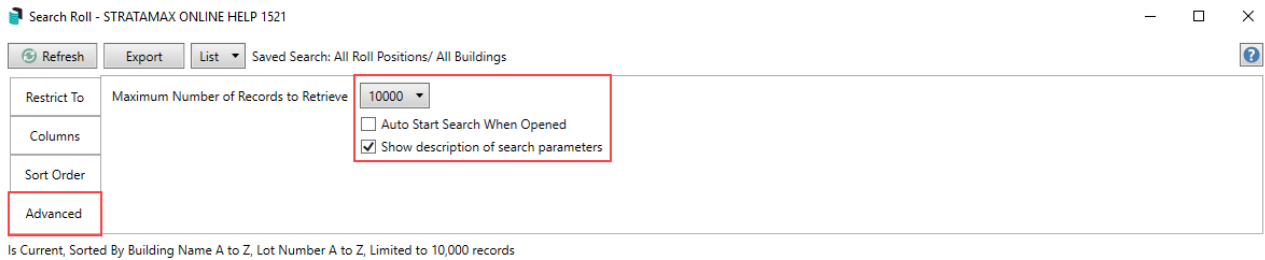 Search Roll - STRATAMAX ONLINE HELP 1521
Refresh Export List Saved Search: All Roll Positions/ All Buildings ?
Restrict To Maximum Number of Records to Retrieve 10000
Auto Start Search When Opened
Columns
Show description of search parameters
Sort Order
Advanced
Is Current, Sorted By Building Name A to Z, Lot Number A to Z, Limited to 10,000 records